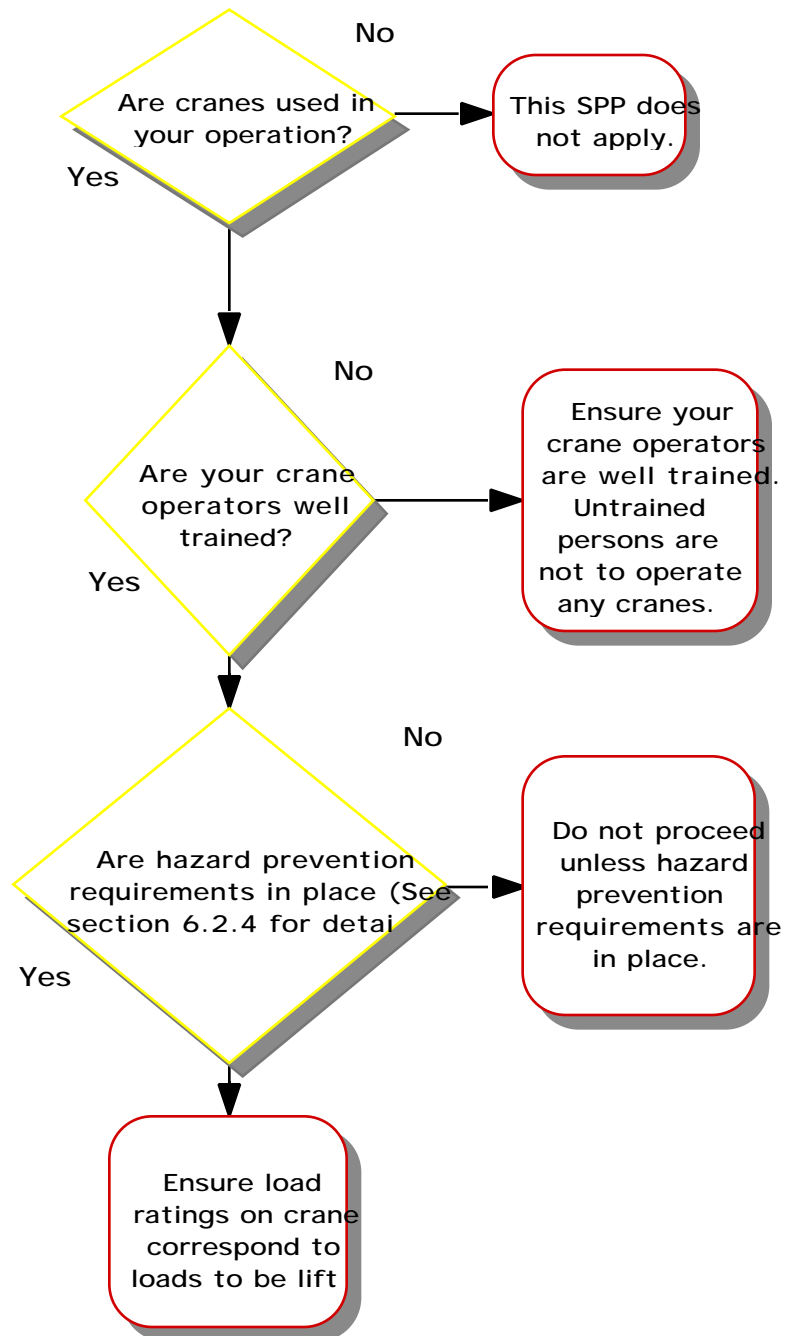 No
Are cranes used in
your operation?
This SPP does
not apply.
Yes
No
Are your crane
operators well
trained?
Ensure your
crane operators
are well trained.
Untrained
persons are
not to operate
any cranes.
Yes
No
Are hazard prevention
requirements in place (See
section 6.2.4 for detai
Do not proceed
unless hazard
prevention
requirements are
in place.
Yes
Ensure load
ratings on crane
correspond to
loads to be lift